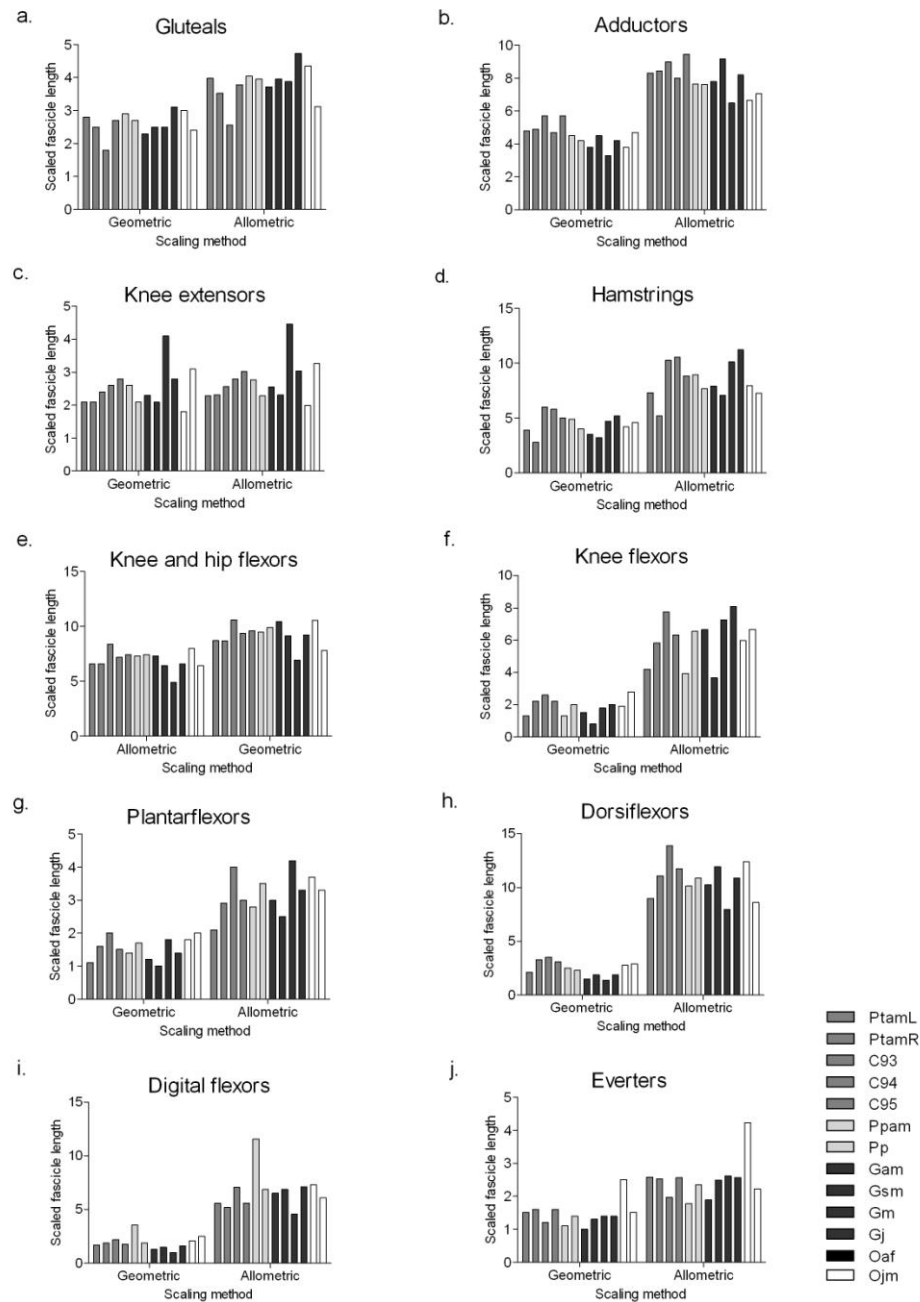 a.
Gluteals
Scaled fascicle length
5
4
3
2
1
0
Geometric Allometric
Scaling method
b.
Adductors
Scaled fascicle length
10
8
6
4
2
0
Geometric Allometric
Scaling method
c.
Knee extensors
Scaled fascicle length
5
4
3
2
1
0
Geometric Allometric
Scaling method
d.
Hamstrings
Scaled fascicle length
15
10
5
0
Geometric Allometric
Scaling method
e.
Knee and hip flexors
Scaled fascicle length
15
10
5
0
Allometric Geometric
Scaling method
f.
Knee flexors
Scaled fascicle length
10
8
6
4
2
0
Geometric Allometric
Scaling method
g.
Plantarflexors
Scaled fascicle length
5
4
3
2
1
0
Geometric Allometric
Scaling method
h.
Dorsiflexors
Scaled fascicle length
15
10
5
0
Geometric Allometric
Scaling method
i.
Digital flexors
Scaled fascicle length
15
10
5
0
Geometric Allometric
Scaling method
j.
Everters
Scaled fascicle length
5
4
3
2
1
0
Geometric Allometric
Scaling method
PtamL
PtamR
C93
C94
C95
Ppam
Pp
Gam
Gsm
Gm
Gj
Oaf
Ojm